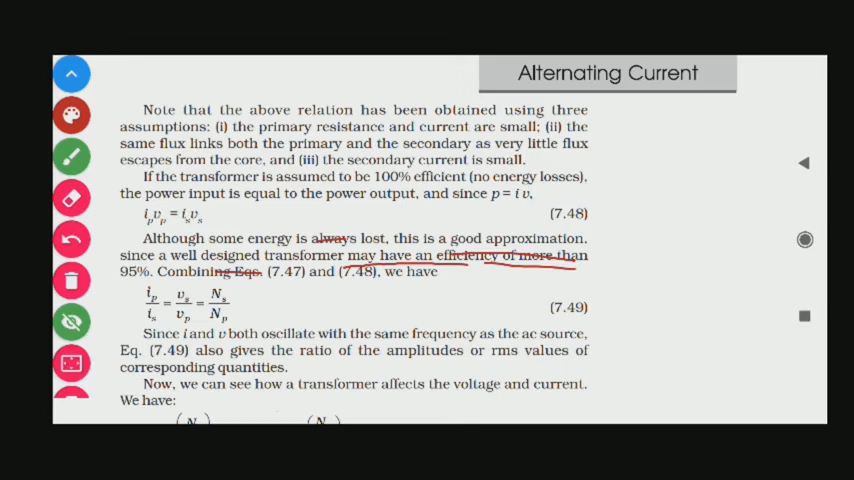 Alternating Current
Note that the above relation has been obtained using three
assumptions: (i) the primary resistance and current are small; (ii) the
same flux links both the primary and the secondary as very little flux
escapes from the core, and (iii) the secondary current is small.
If the transformer is assumed to be 100% efficient (no energy losses),
the power input is equal to the power output, and since p = i v,
i_p v_p = i_s v_s (7.48)
Although some energy is always lost, this is a good approximation,
since a well designed transformer may have an efficiency of more than
95%. Combining Eqs. (7.47) and (7.48), we have
i_p/i_s = v_s/v_p = N_s/N_p (7.49)
Since i and v both oscillate with the same frequency as the ac source,
Eq. (7.49) also gives the ratio of the amplitudes or rms values of
corresponding quantities.
Now, we can see how a transformer affects the voltage and current.
We have: